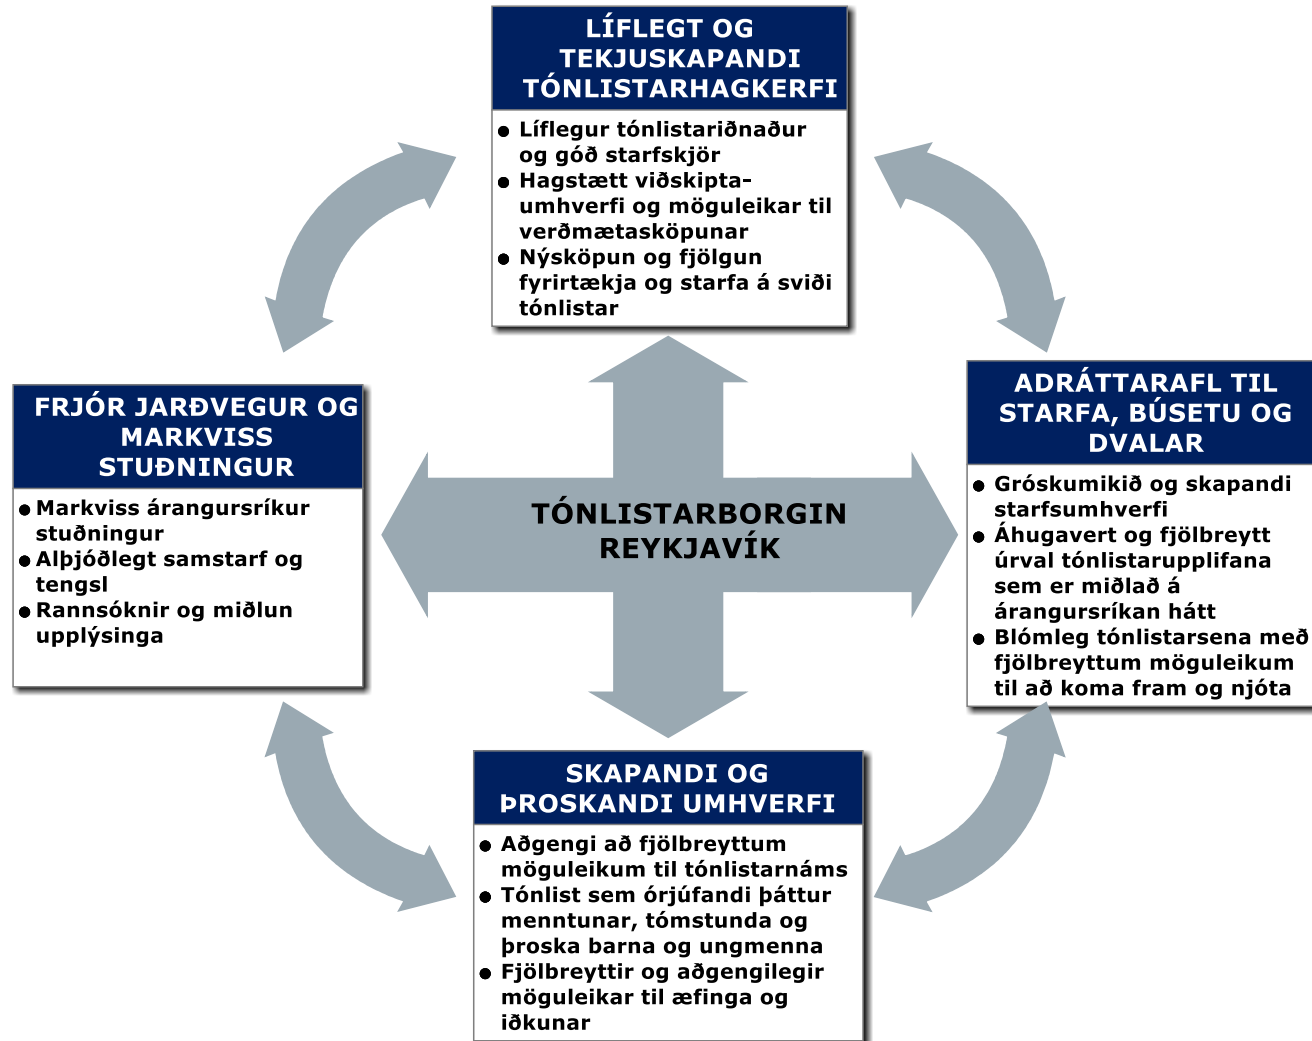 LÍFLEGT OG
TEKJUSKAPANDI
TÓNLISTARHAGKERFI
● Líflegur tónlistariðnaður
og góð starfskjör
● Hagstætt viðskipta-
umhverfi og möguleikar til
verðmætasköpunar
● Nýsköpun og fjölgun
fyrirtækja og starfa á sviði
tónlistar
FRJÓR JARÐVEGUR OG
MARKVISS
STUÐNINGUR
● Markviss árangursríkur
stuðningur
● Alþjóðlegt samstarf og
tengsl
● Rannsóknir og miðlun
upplýsinga
TÓNLISTARBORGIN
REYKJAVÍK
ADRÁTTARAFL TIL
STARFA, BÚSETU OG
DVALAR
● Gróskumikið og skapandi
starfsumhverfi
● Áhugavert og fjölbreytt
úrval tónlistarupplifana
sem er miðlað á
árangursríkan hátt
● Blómleg tónlistarsena með
fjölbreyttum möguleikum
til að koma fram og njóta
SKAPANDI OG
ÞROSKANDI UMHVERFI
● Aðgengi að fjölbreyttum
möguleikum til tónlistarnáms
● Tónlist sem órjúfandi þáttur
menntunar, tómstunda og
þroska barna og ungmenna
● Fjölbreyttir og aðgengilegir
möguleikar til æfinga og
iðkunar